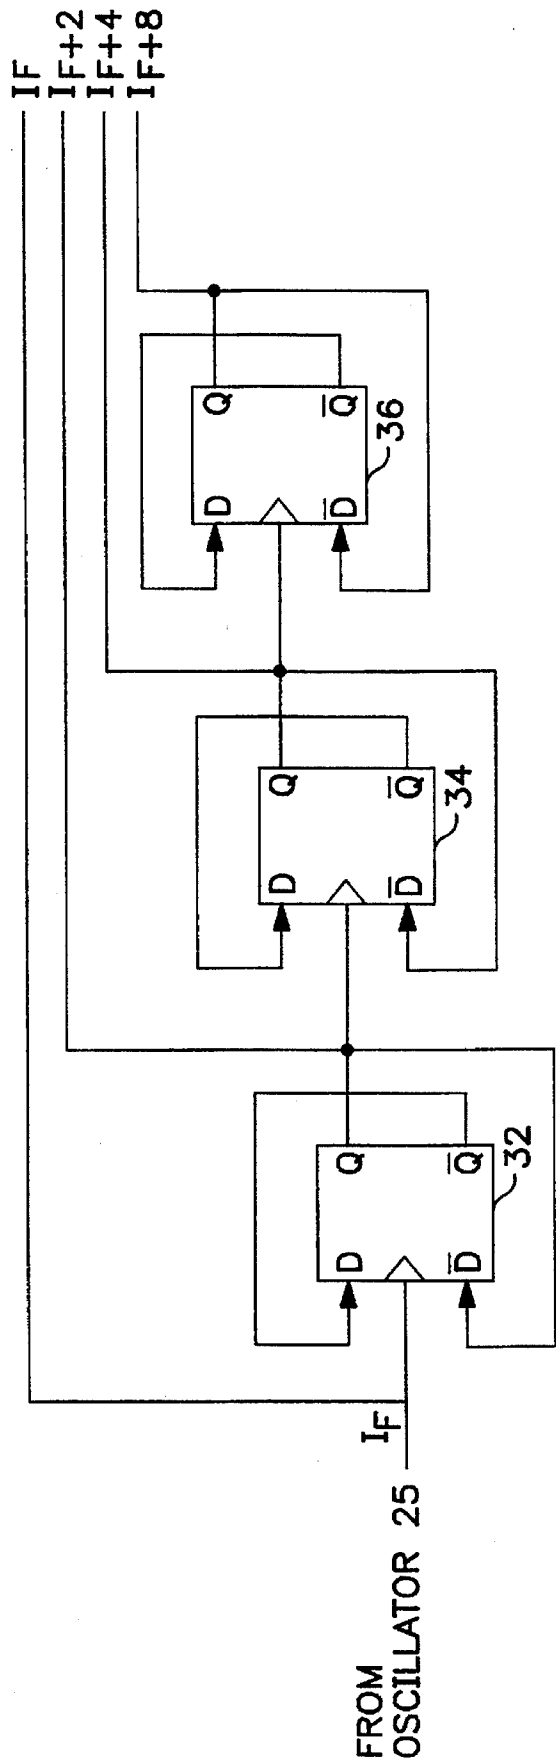 FROM
OSCILLATOR 25
IF
D
D̅
Q
Q̅
32
D
D̅
Q
Q̅
34
D
D̅
Q
Q̅
36
IF
IF+2
IF+4
IF+8